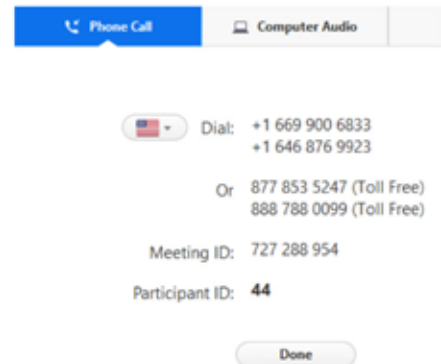 Phone Call
Computer Audio
Dial: +1 669 900 6833
+1 646 876 9923
Or 877 853 5247 (Toll Free)
888 788 0099 (Toll Free)
Meeting ID: 727 288 954
Participant ID: 44
Done